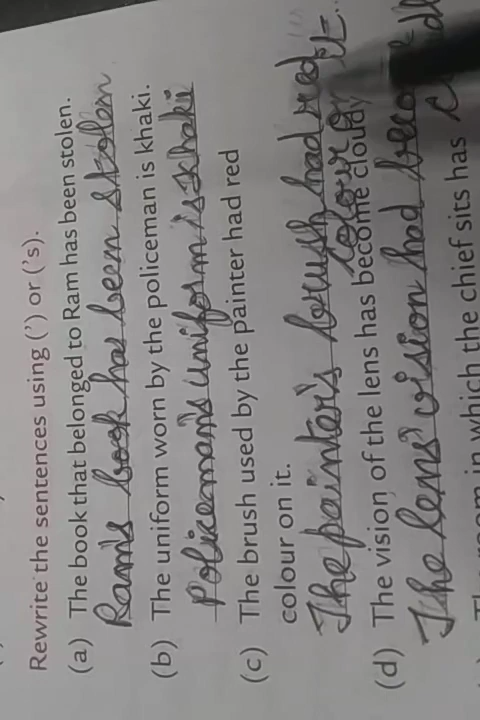 Rewrite the sentences using (') or ('s).
(a) The book that belonged to Ram has been stolen.
Ram's book has been stolen
(b) The uniform worn by the policeman is khaki.
Policeman's uniform is khaki
(c) The brush used by the painter had red
colour on it.
The painter's brush had red
colour on it.
(d) The vision of the lens has become cloudy
The lens' vision had
which the chief sits has